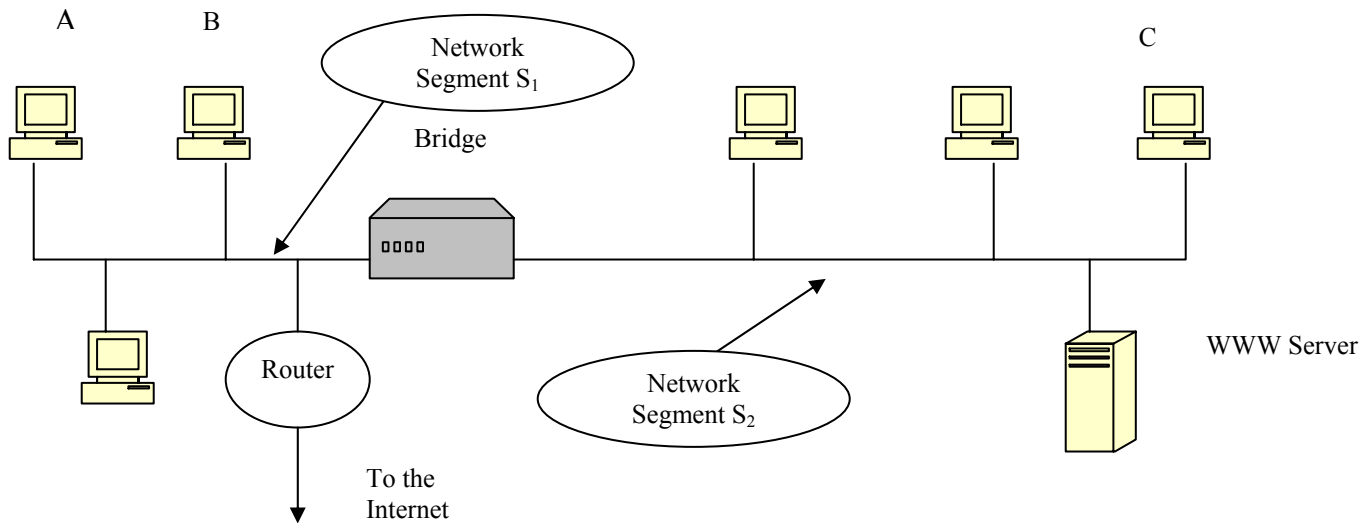 A
B
Network
Segment S₁
C
Bridge
WWW Server
Router
Network
Segment S₂
To the
Internet